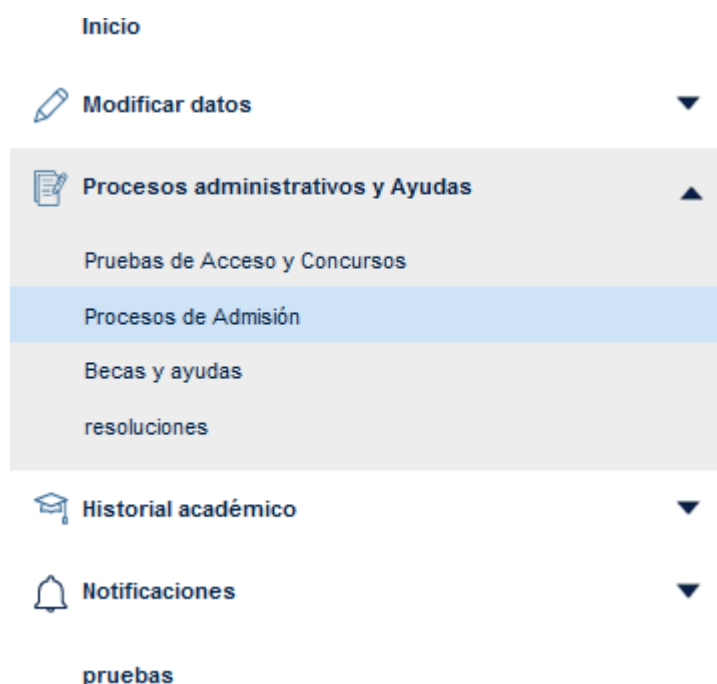 Inicio
Modificar datos
Procesos administrativos y Ayudas
Pruebas de Acceso y Concursos
Procesos de Admisión
Becas y ayudas
resoluciones
Historial académico
Notificaciones
pruebas